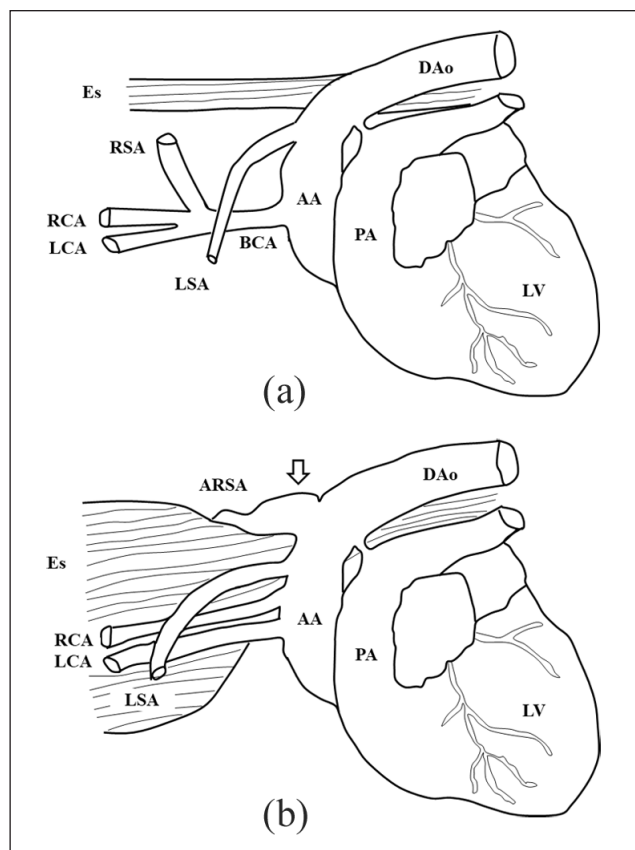 DAo
Es
RSA
AA
RCA
PA
LCA
BCA
LSA
LV
(a)
ARSA
DAo
Es
AA
RCA
LCA
PA
LSA
LV
(b)